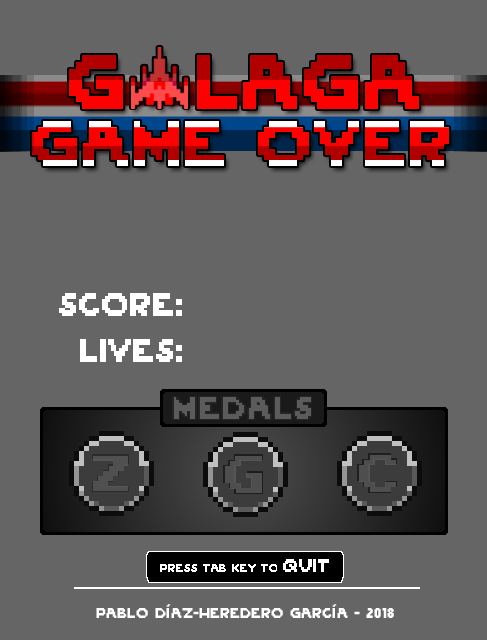 GALAGA
GAME OVER
SCORE:
LIVES:
MEDALS
Z G C
PRESS TAB KEY TO QUIT
PABLO DÍAZ-HEREDERO GARCÍA - 2018